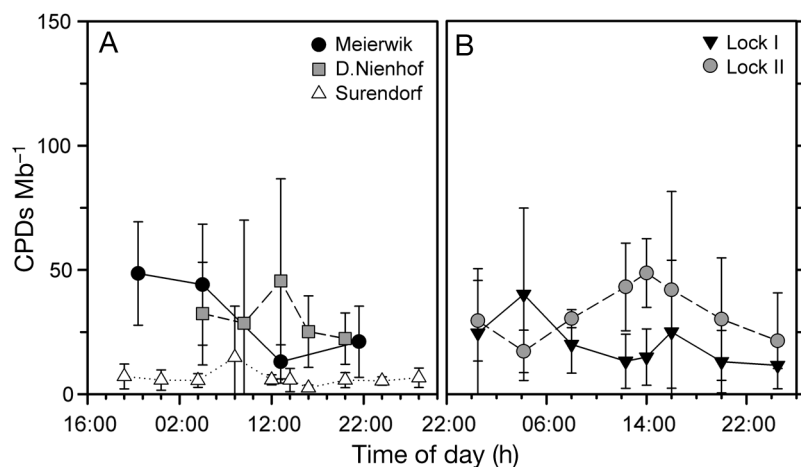 A
Meierwik
D.Nienhof
Surendorf
B
Lock I
Lock II
CPDs Mb⁻¹
150
100
50
0
16:00 02:00 12:00 22:00 22:00 06:00 14:00 22:00
Time of day (h)